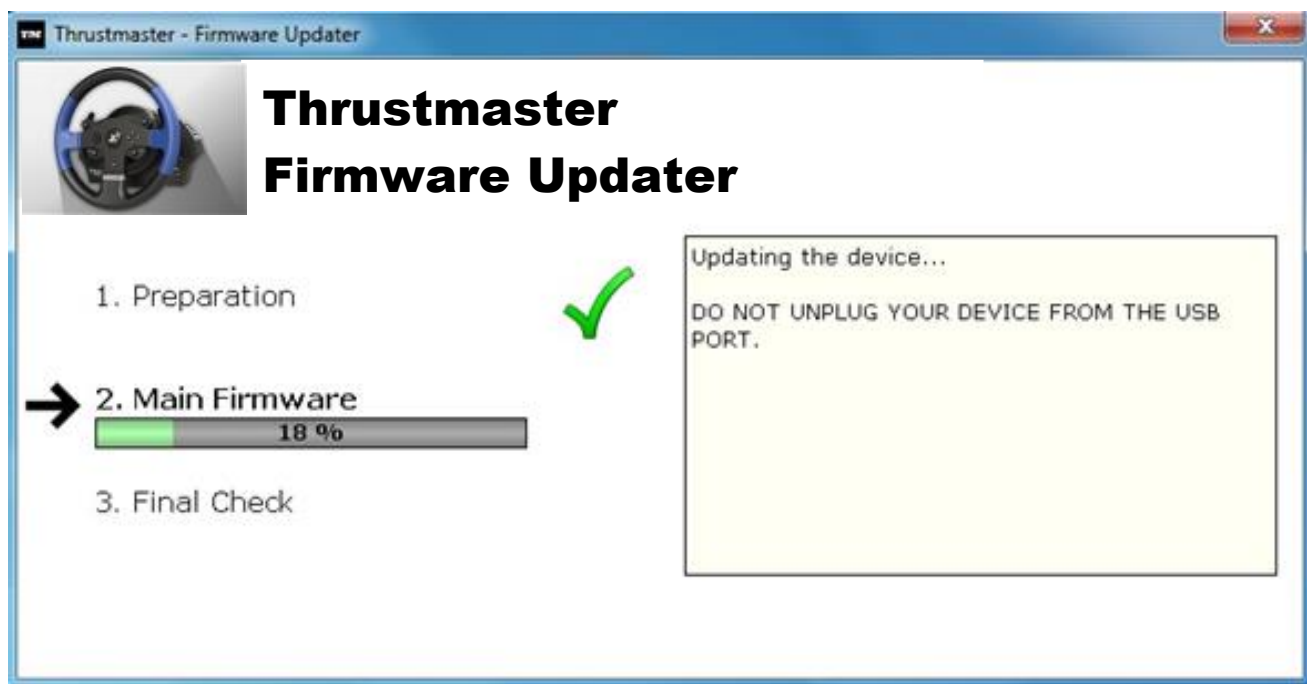 Thrustmaster - Firmware Updater
Thrustmaster
Firmware Updater
1. Preparation
2. Main Firmware
18 %
3. Final Check
Updating the device...
DO NOT UNPLUG YOUR DEVICE FROM THE USB
PORT.